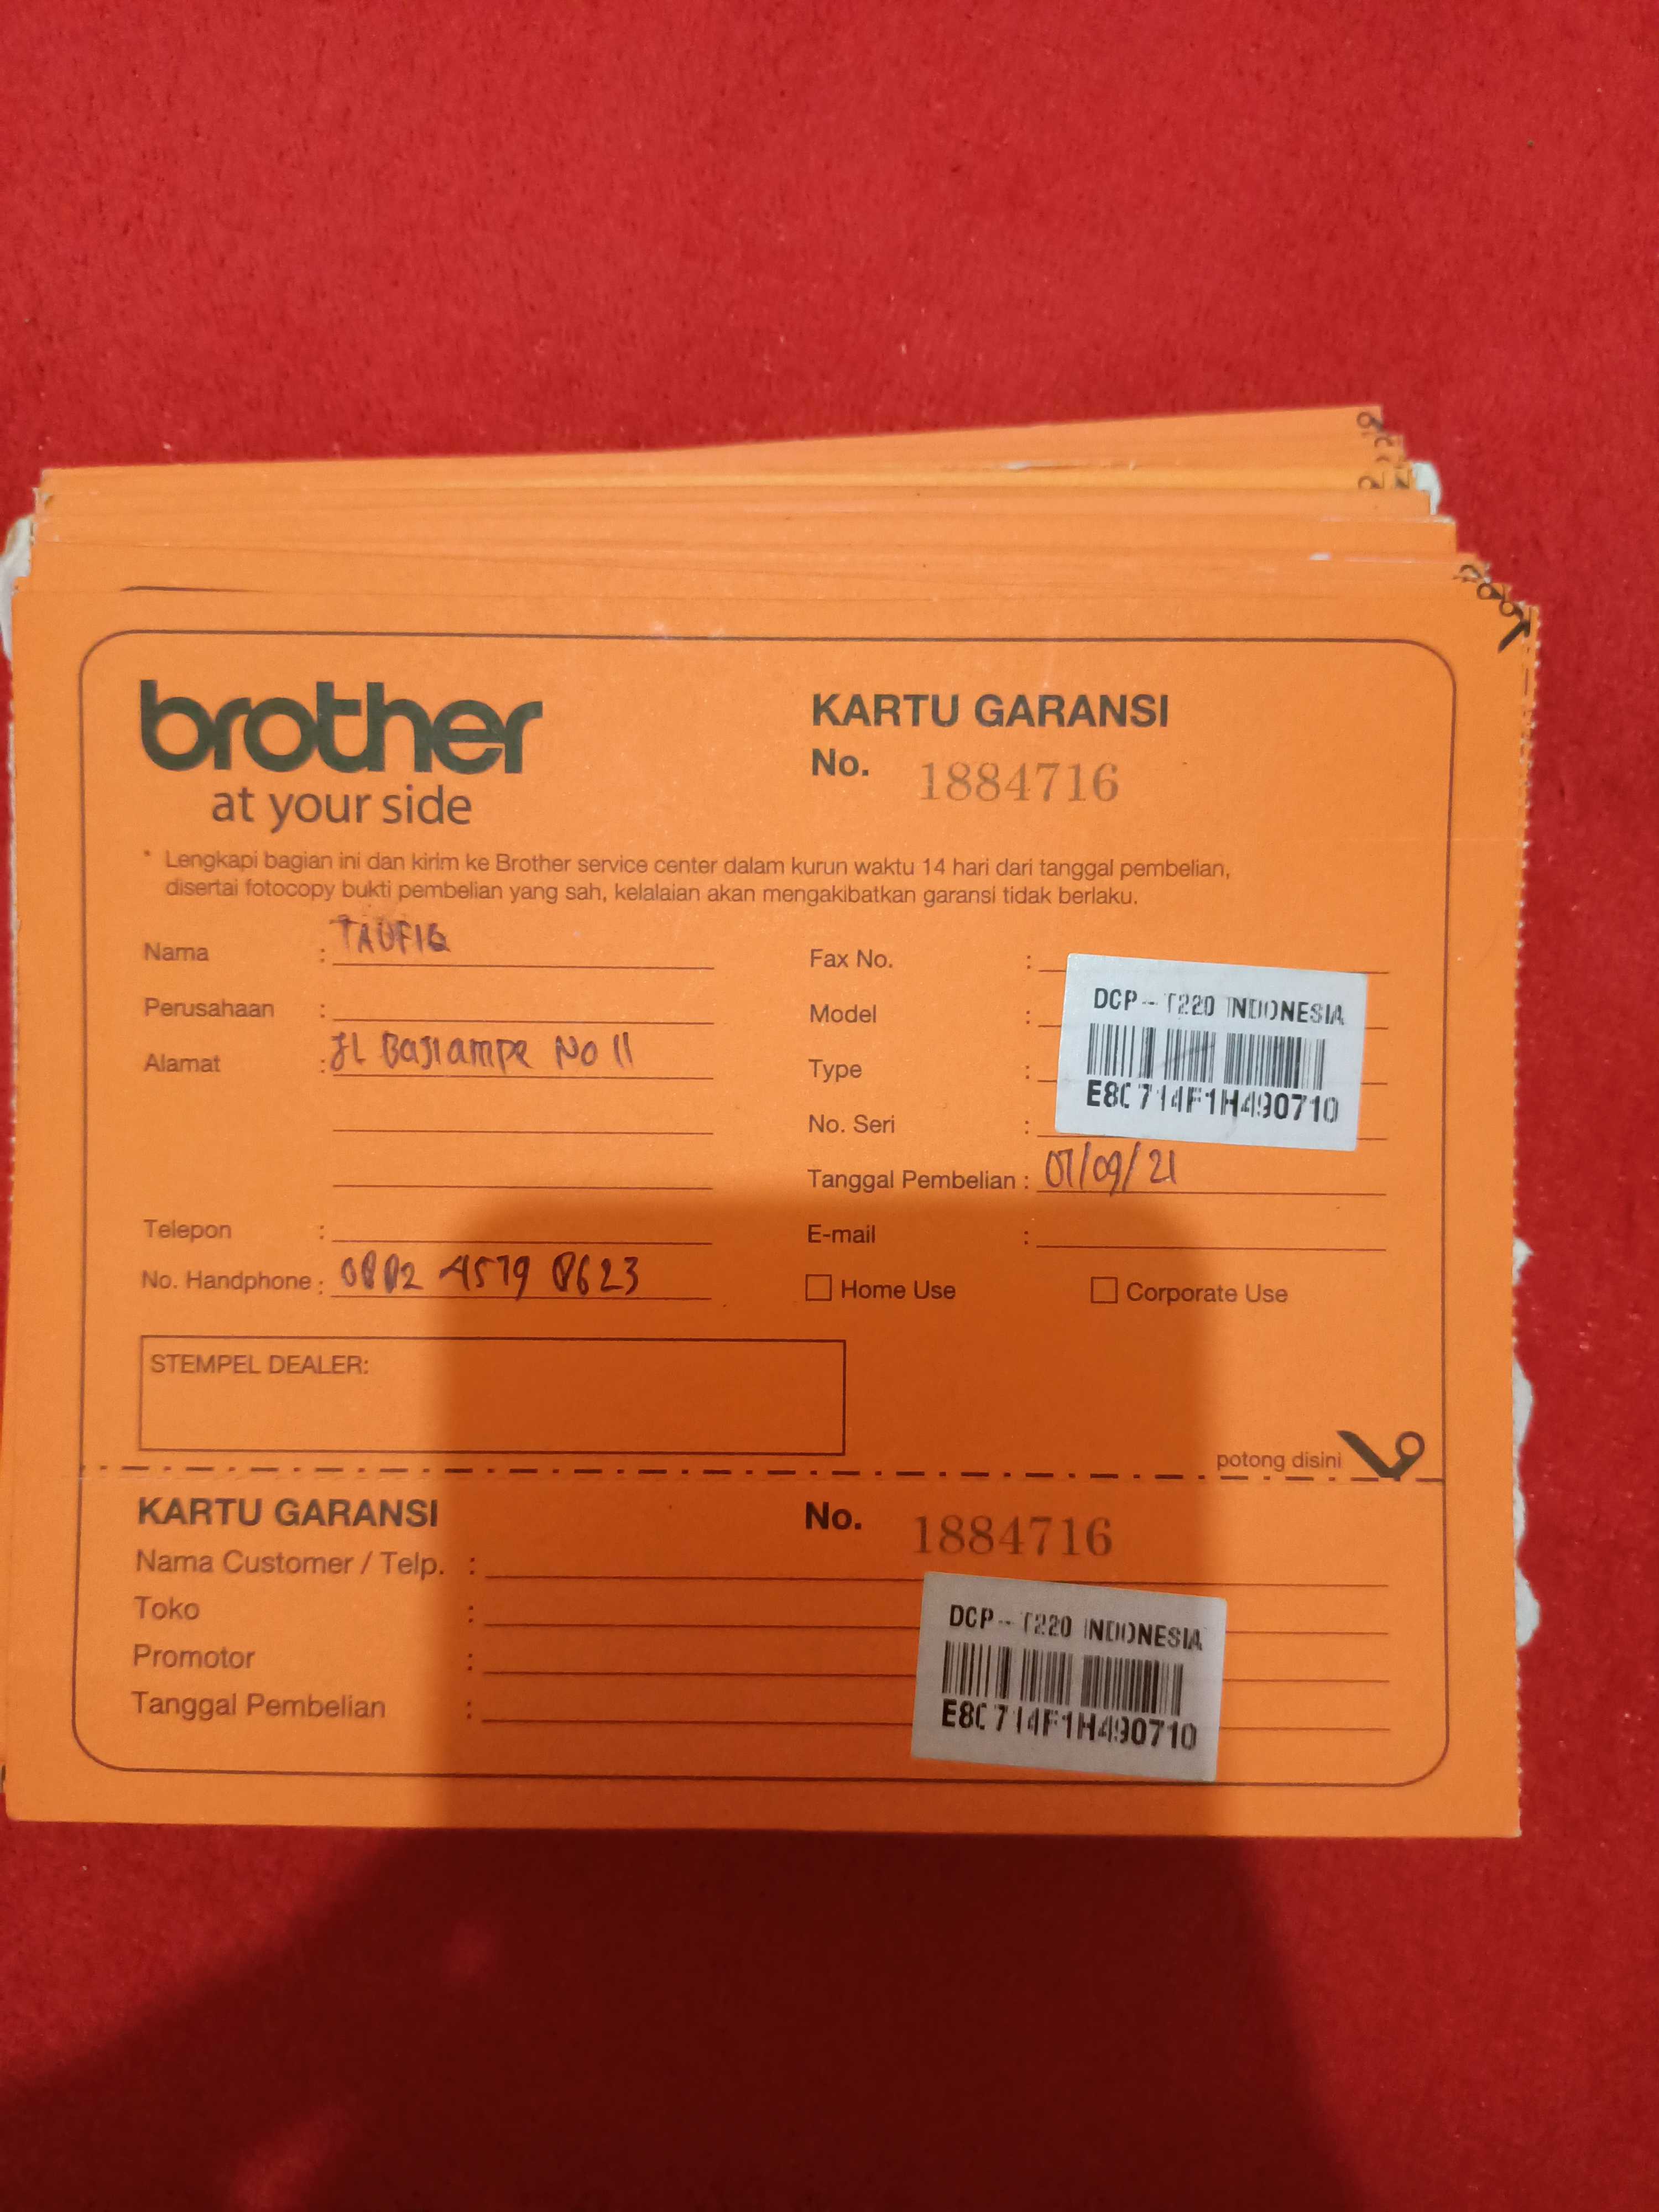 brother
at your side
KARTU GARANSI
No. 1884716
* Lengkapi bagian ini dan kirim ke Brother service center dalam kurun waktu 14 hari dari tanggal pembelian,
disertai fotocopy bukti pembelian yang sah, kelalaian akan mengakibatkan garansi tidak berlaku.
Nama : TAUFIQ
Perusahaan :
Alamat : JL Bajiampe No 11
Telepon :
No. Handphone : 0882 4579 8623
Fax No. :
Model :
Type :
No. Seri :
DCP-T220 INDONESIA
E80714F1H490710
Tanggal Pembelian : 07/09/21
E-mail :
Home Use
Corporate Use
STEMPEL DEALER:
potong disini
KARTU GARANSI
No. 1884716
Nama Customer / Telp. :
Toko :
Promotor :
Tanggal Pembelian :
DCP-T220 INDONESIA
E80714F1H490710